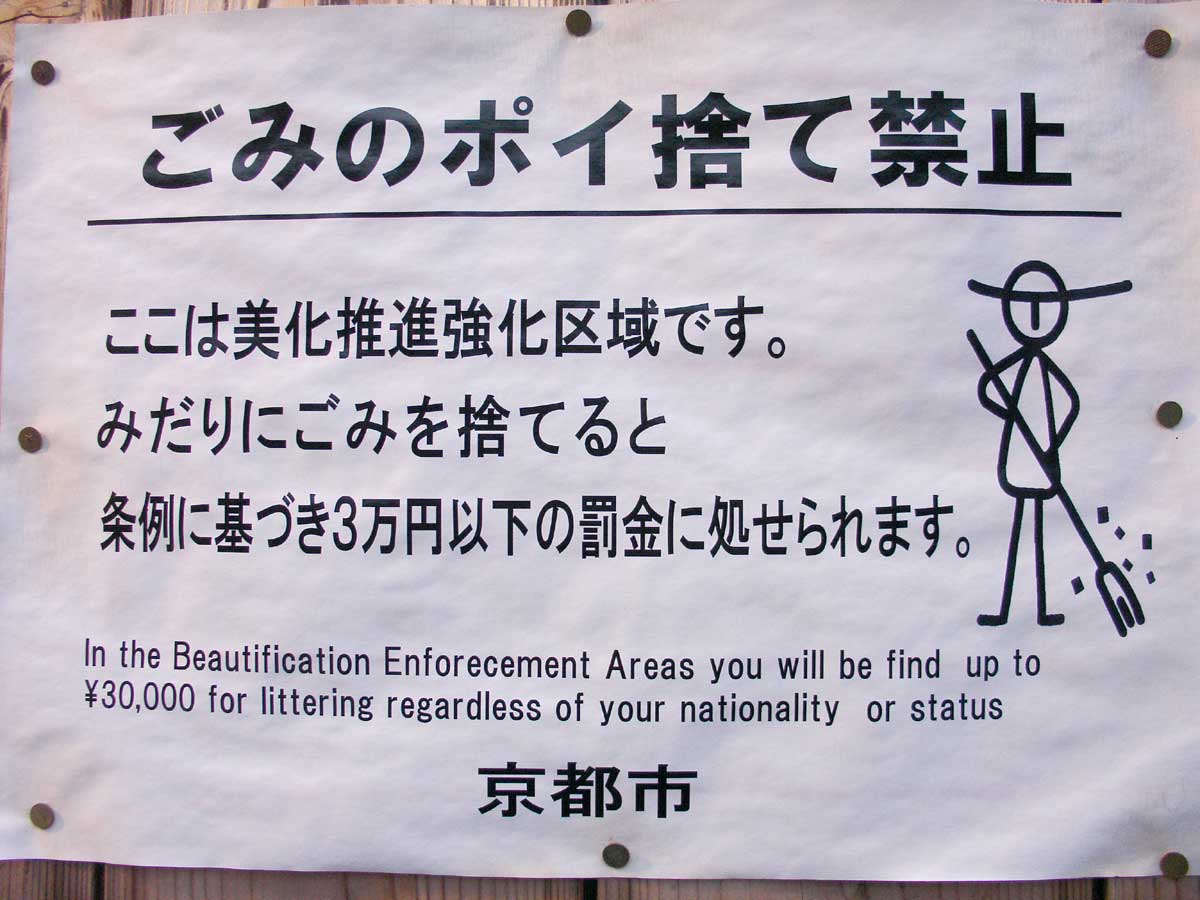 ごみのポイ捨て禁止
ここは美化推進強化区域です。
みだりにごみを捨てると
条例に基づき3万円以下の罰金に処せられます。
In the Beautification Enforecement Areas you will be find up to
¥30,000 for littering regardless of your nationality or status
京都市